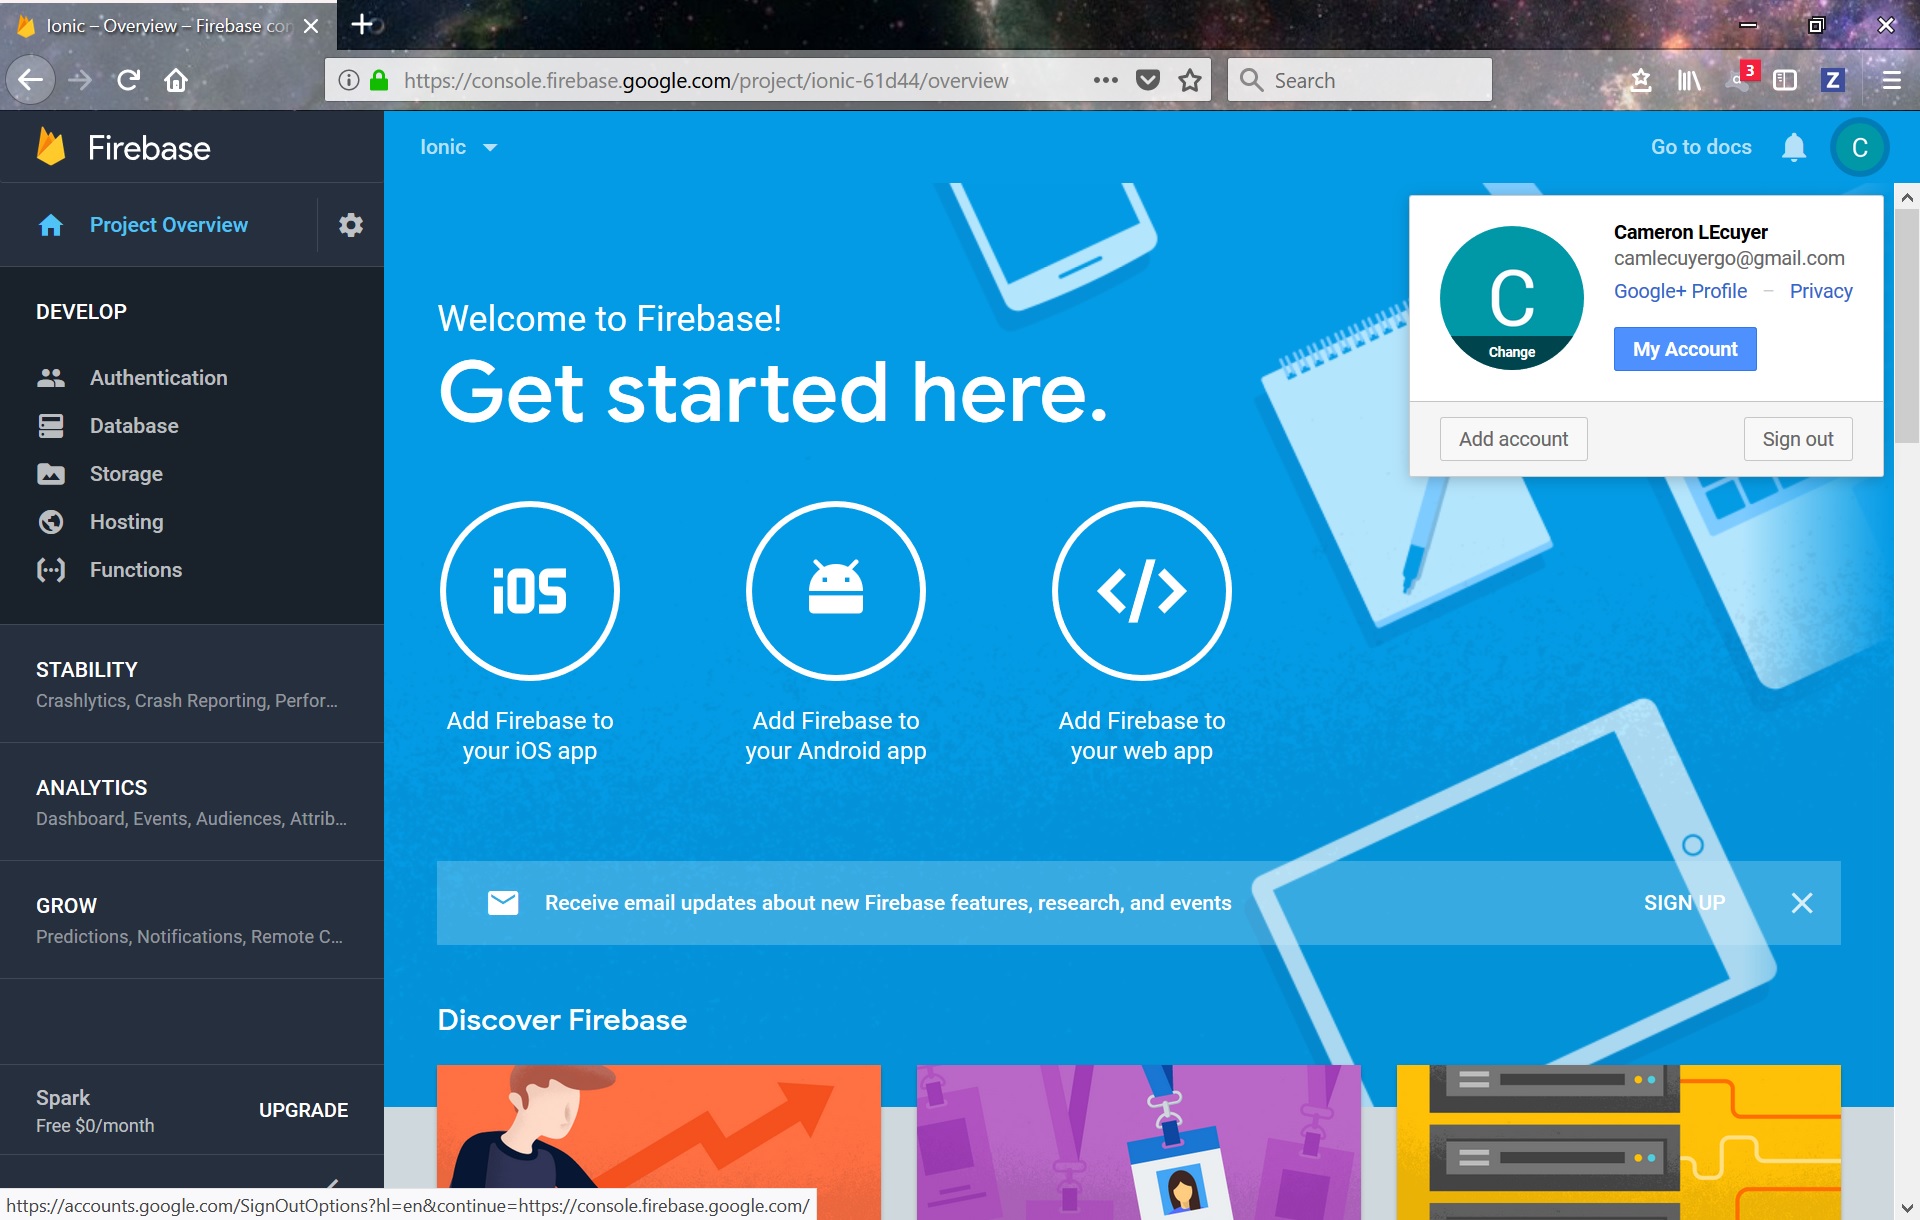 Ionic – Overview – Firebase con
https://console.firebase.google.com/project/ionic-61d44/overview
Search
3
Z
Firebase
Ionic
Go to docs
C
Project Overview
DEVELOP
Authentication
Database
Storage
Hosting
Functions
STABILITY
Crashlytics, Crash Reporting, Perfor...
ANALYTICS
Dashboard, Events, Audiences, Attrib...
GROW
Predictions, Notifications, Remote C...
Spark
Free $0/month
UPGRADE
Welcome to Firebase!
Get started here.
iOS
Add Firebase to
your iOS app
Add Firebase to
your Android app
</>
Add Firebase to
your web app
C
Change
Cameron LEcuyer
camlecuyergo@gmail.com
Google+ Profile – Privacy
My Account
Add account
Sign out
Receive email updates about new Firebase features, research, and events
SIGN UP
Discover Firebase
https://accounts.google.com/SignOutOptions?hl=en&continue=https://console.firebase.google.com/